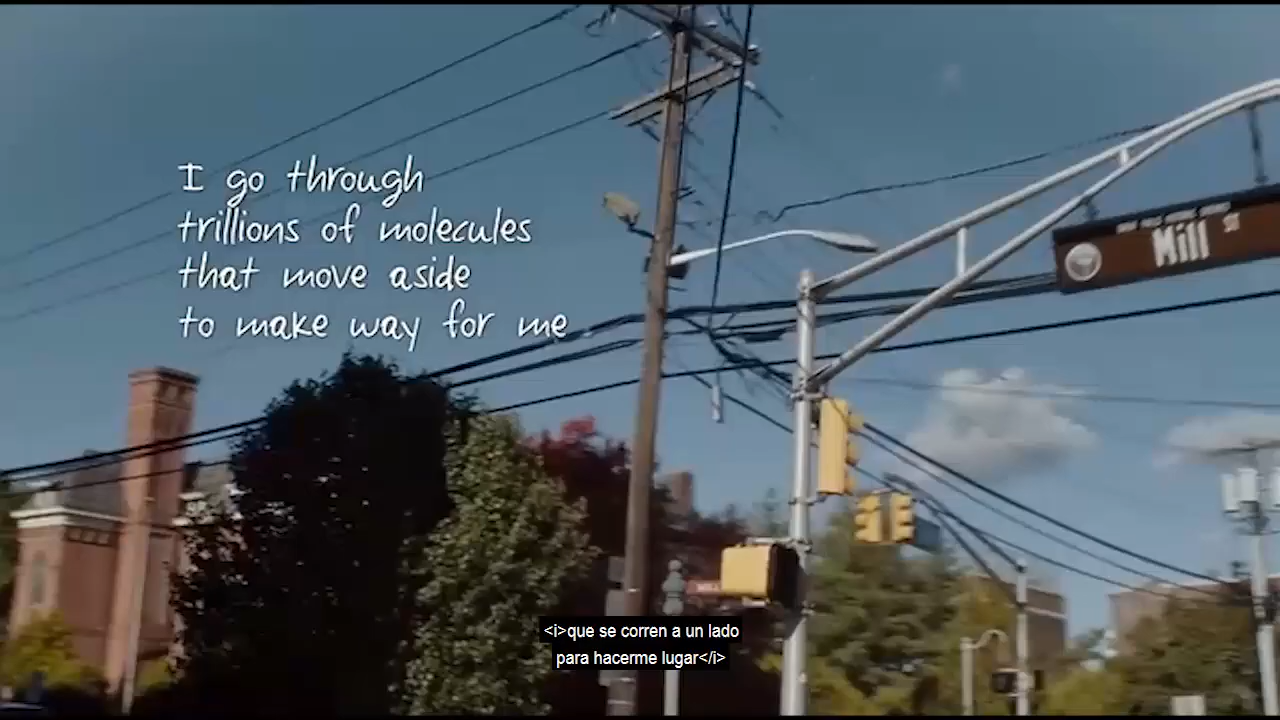 I go through
trillions of molecules
that move aside
to make way for me
Mill ST
<i>que se corren a un lado
para hacerme lugar</i>